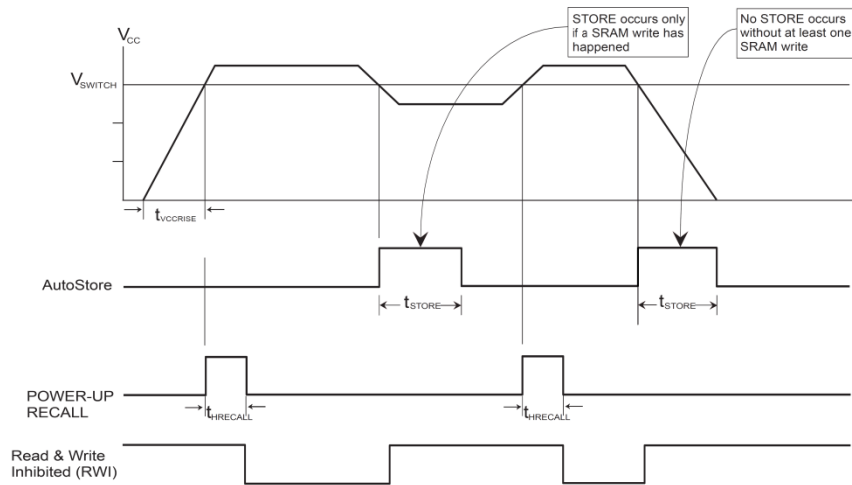 STORE occurs only
if a SRAM write has
happened
No STORE occurs
without at least one
SRAM write
VCC
VSWITCH
tVCCRISE
AutoStore
tSTORE
tSTORE
POWER-UP
RECALL
tHRECALL
tHRECALL
Read & Write
Inhibited (RWI)